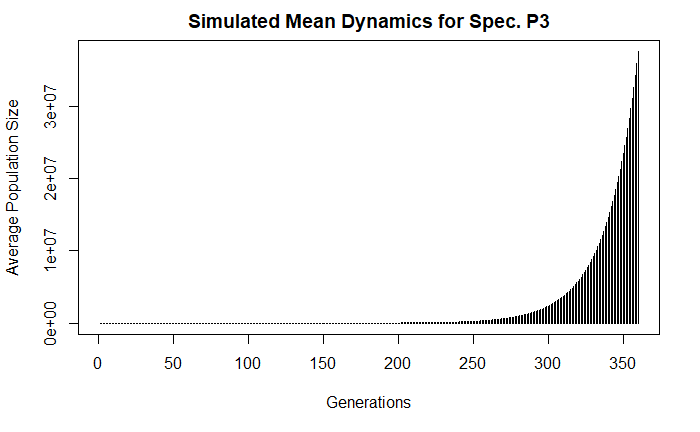 Simulated Mean Dynamics for Spec. P3
Average Population Size
3e+07
2e+07
1e+07
0e+00
0 50 100 150 200 250 300 350
Generations